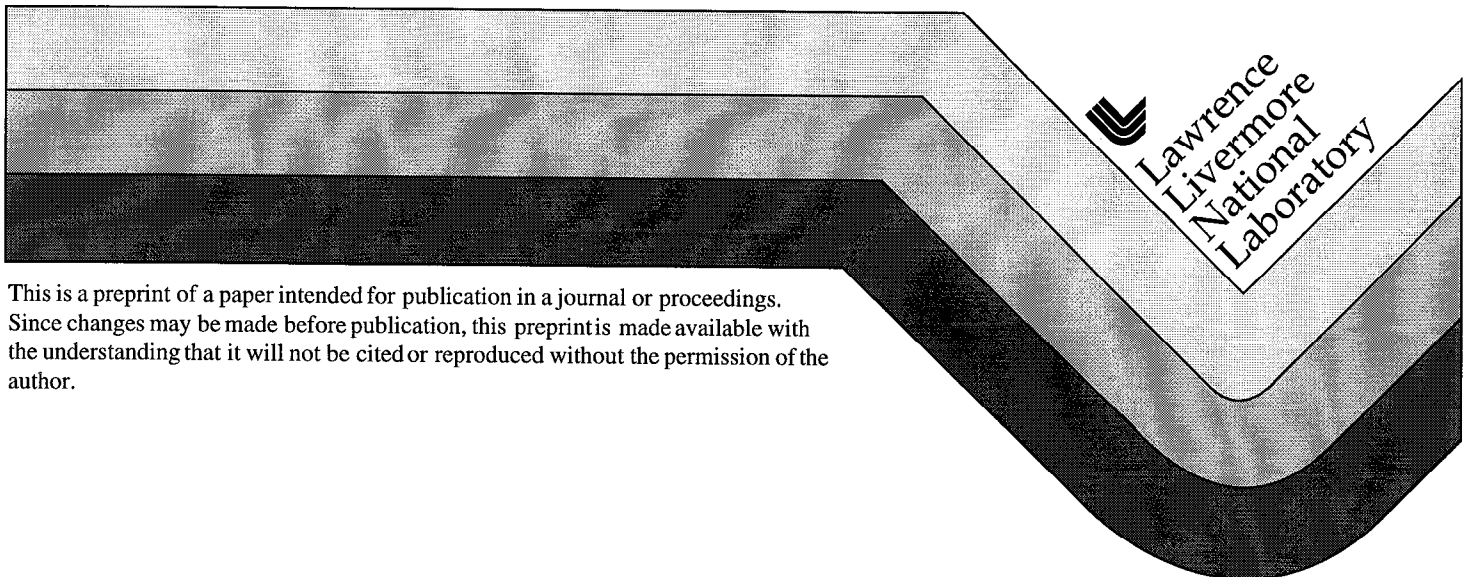 Lawrence
Livermore
National
Laboratory
This is a preprint of a paper intended for publication in a journal or proceedings.
Since changes may be made before publication, this preprint is made available with
the understanding that it will not be cited or reproduced without the permission of the
author.